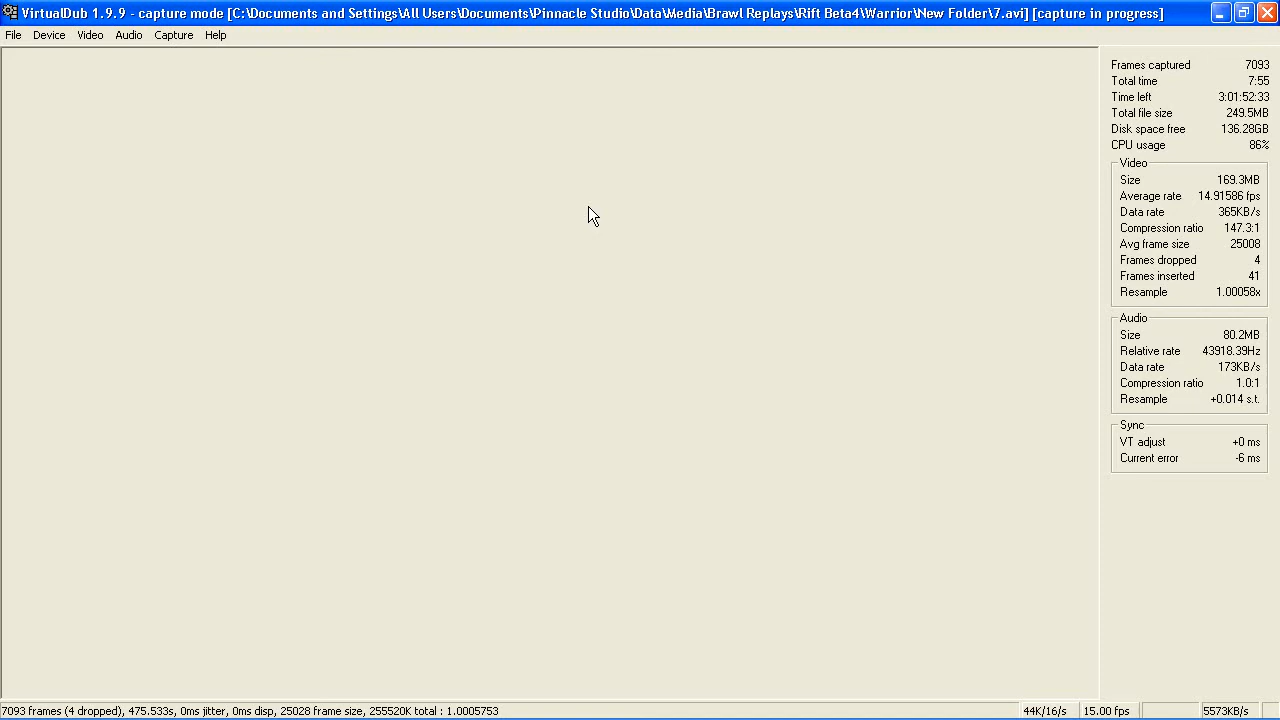 VirtualDub 1.9.9 - capture mode [C:\Documents and Settings\All Users\Documents\Pinnacle Studio\Data\Media\Brawl Replays\Rift Beta4\Warrior\New Folder\7.avi] [capture in progress]
File Device Video Audio Capture Help
Frames captured 7093
Total time 7:55
Time left 3:01:52:33
Total file size 249.5MB
Disk space free 136.28GB
CPU usage 86%
Video
Size 169.3MB
Average rate 14.91586 fps
Data rate 365KB/s
Compression ratio 147.3:1
Avg frame size 25008
Frames dropped 4
Frames inserted 41
Resample 1.00058x
Audio
Size 80.2MB
Relative rate 43918.39Hz
Data rate 173KB/s
Compression ratio 1.0:1
Resample +0.014 s.t.
Sync
VT adjust +0 ms
Current error -6 ms
7093 frames (4 dropped), 475.533s, 0ms jitter, 0ms disp, 25028 frame size, 255520K total : 1.0005753 44K/16/s 15.00 fps 5573KB/s